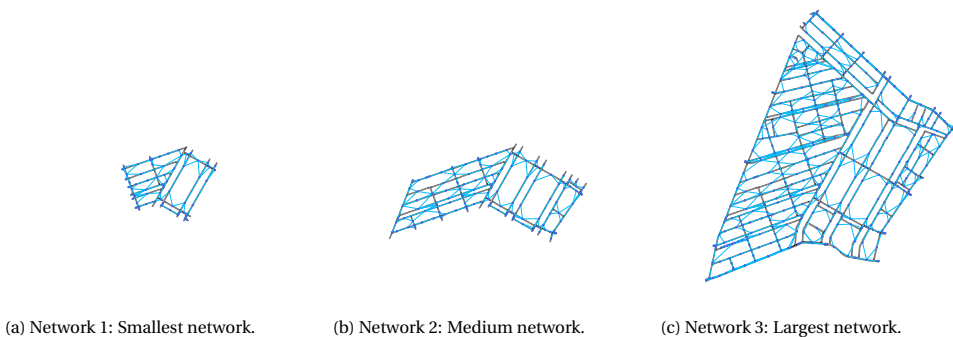 (a) Network 1: Smallest network.
(b) Network 2: Medium network.
(c) Network 3: Largest network.